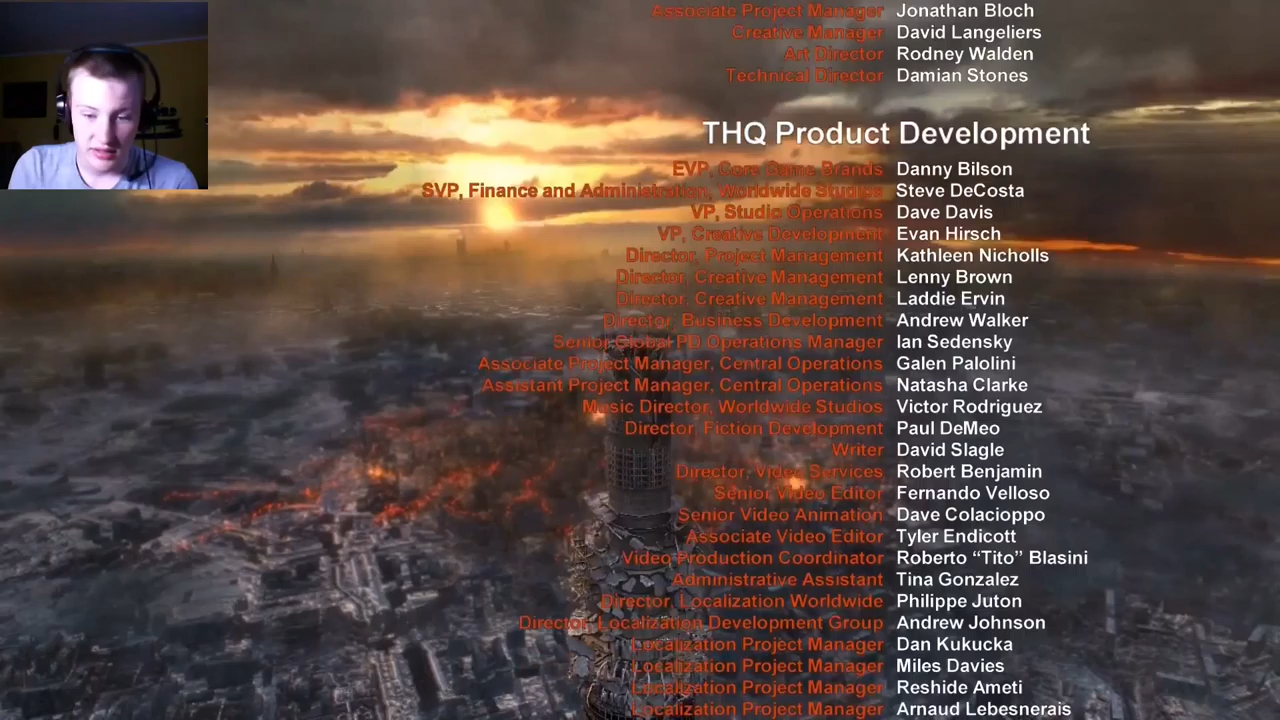 Associate Project Manager Jonathan Bloch
Creative Manager David Langeliers
Art Director Rodney Walden
Technical Director Damian Stones
THQ Product Development
EVP, Core Game Brands Danny Bilson
SVP, Finance and Administration, Worldwide Studios Steve DeCosta
VP, Studio Operations Dave Davis
VP, Creative Development Evan Hirsch
Director, Project Management Kathleen Nicholls
Director, Creative Management Lenny Brown
Director, Creative Management Laddie Ervin
Director, Business Development Andrew Walker
Senior Global PD Operations Manager Ian Sedensky
Associate Project Manager, Central Operations Galen Palolini
Assistant Project Manager, Central Operations Natasha Clarke
Music Director, Worldwide Studios Victor Rodriguez
Director, Fiction Development Paul DeMeo
Writer David Slagle
Director, Video Services Robert Benjamin
Senior Video Editor Fernando Velloso
Senior Video Animation Dave Colacioppo
Associate Video Editor Tyler Endicott
Video Production Coordinator Roberto “Tito” Blasini
Administrative Assistant Tina Gonzalez
Director, Localization Worldwide Philippe Juton
Director, Localization Development Group Andrew Johnson
Localization Project Manager Dan Kukucka
Localization Project Manager Miles Davies
Localization Project Manager Reshide Ameti
Localization Project Manager Arnaud Lebesnerais